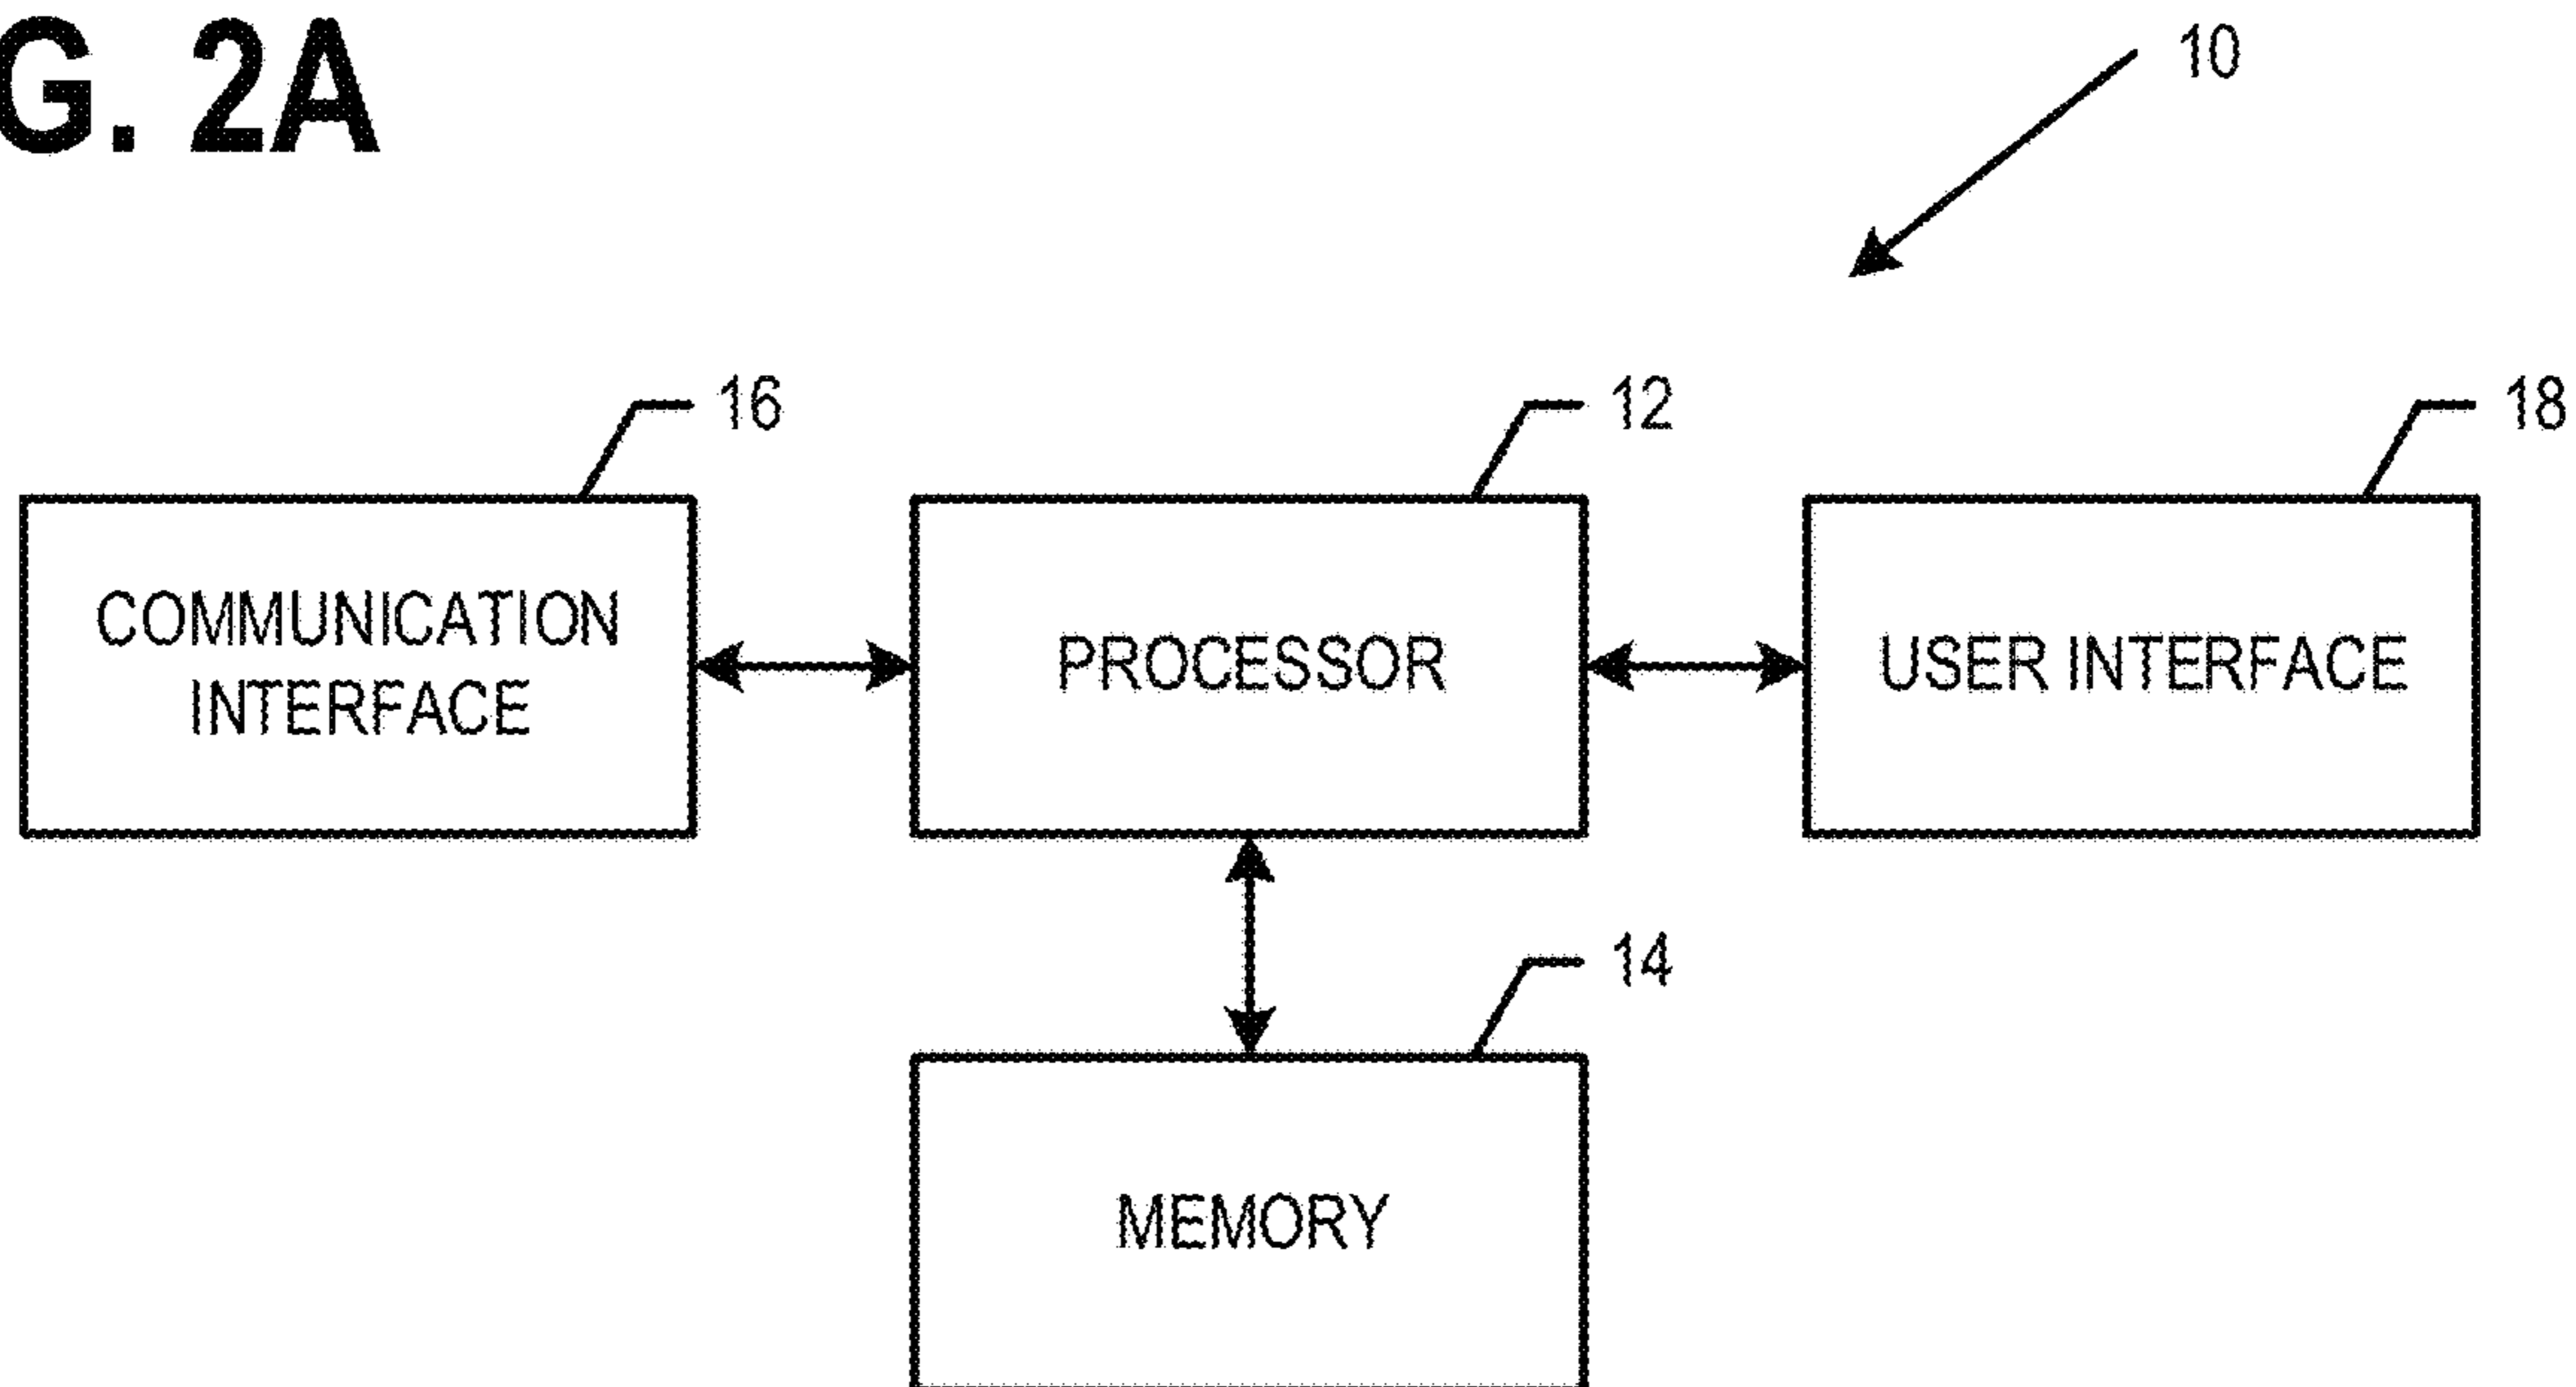 G. 2A
10
16
12
18
COMMUNICATION
INTERFACE
PROCESSOR
USER INTERFACE
14
MEMORY